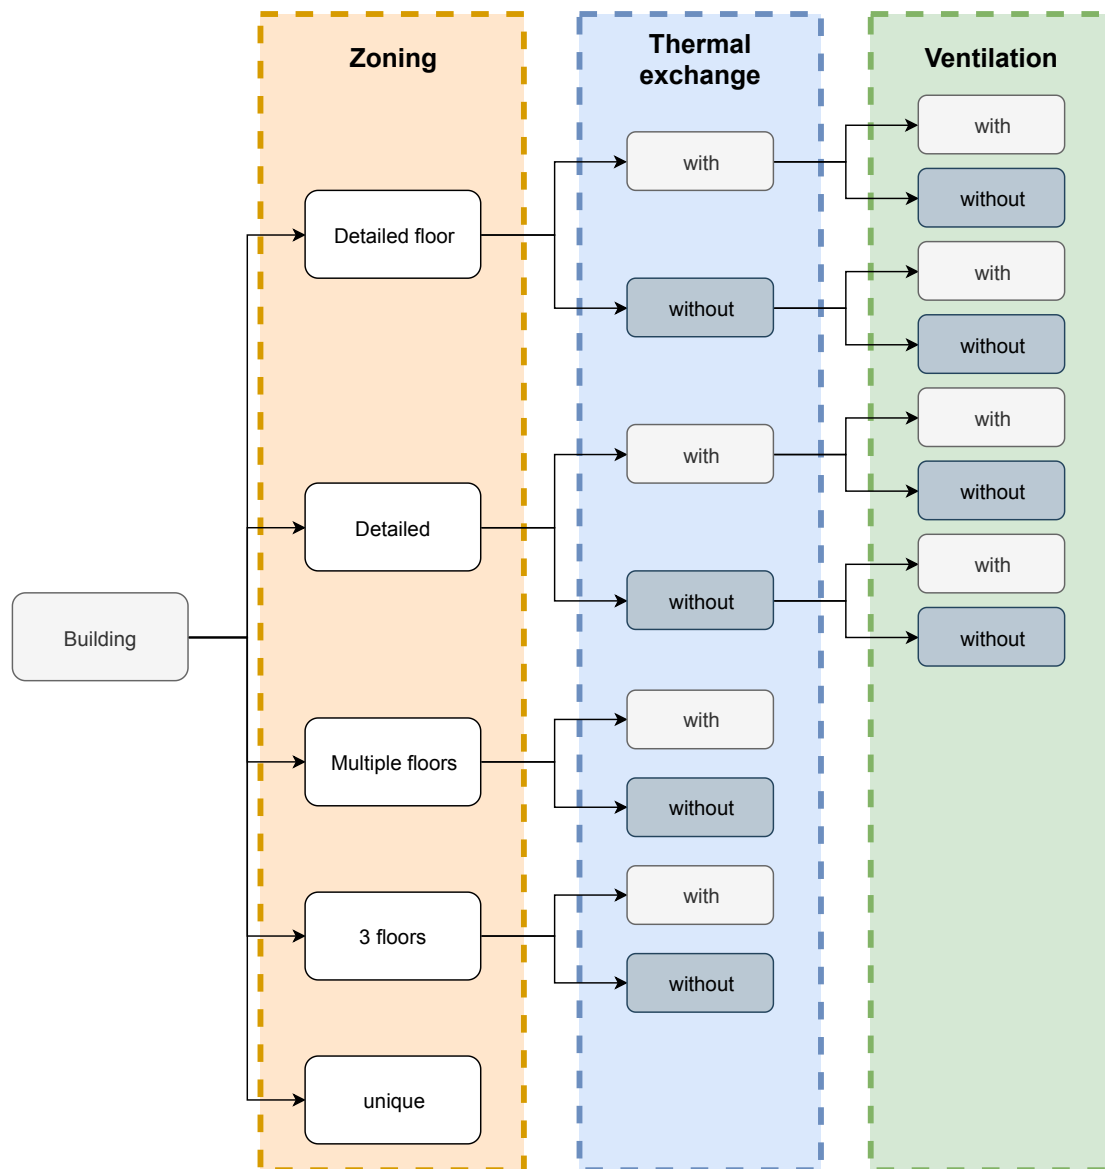 Zoning
Thermal
exchange
Ventilation
Building
Detailed floor
with
with
without
without
with
without
Detailed
with
with
without
without
with
without
Multiple floors
with
without
3 floors
with
without
unique